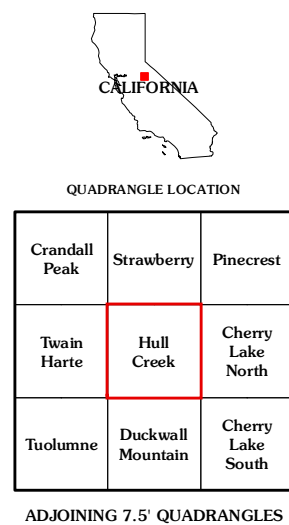 CALIFORNIA
QUADRANGLE LOCATION
Crandall
Peak
Strawberry
Pinecrest
Twain
Harte
Hull
Creek
Cherry
Lake
North
Tuolumne
Duckwall
Mountain
Cherry
Lake
South
ADJOINING 7.5' QUADRANGLES